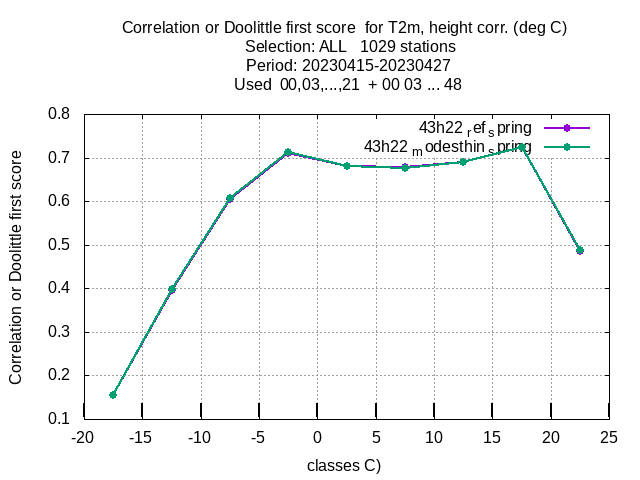 Correlation or Doolittle first score  for T2m, height corr. (deg C)
Selection: ALL   1029 stations
Period: 20230415-20230427
Used  00,03,...,21  + 00 03 ... 48
Correlation or Doolittle first score
0.8
0.7
0.6
0.5
0.4
0.3
0.2
0.1
43h22 ref spring
43h22 modesthin spring
-20 -15 -10 -5 0 5 10 15 20 25
classes C)